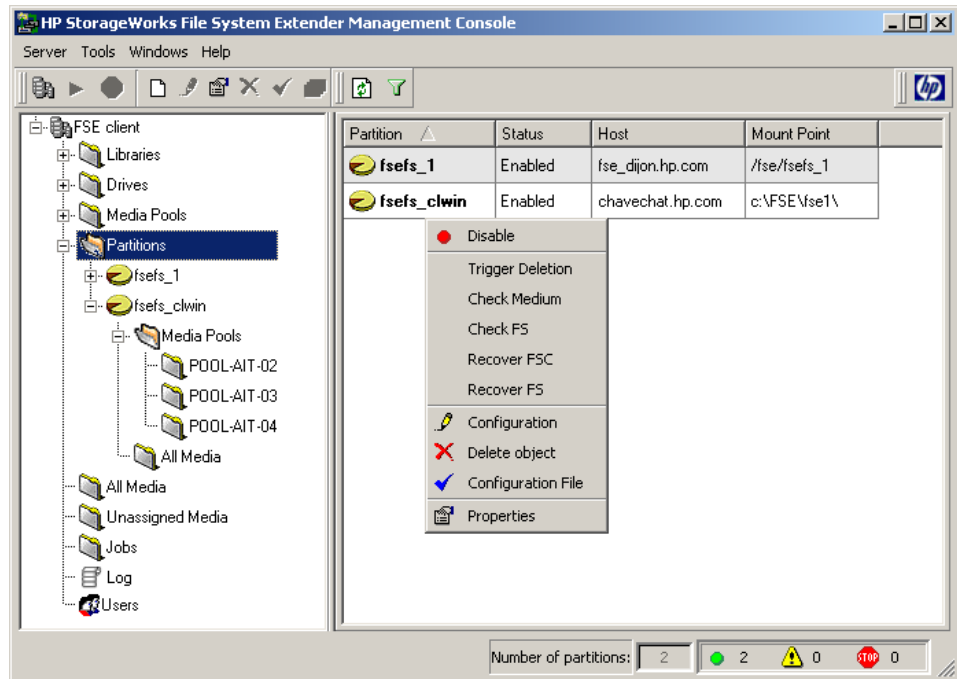 HP StorageWorks File System Extender Management Console
Server Tools Windows Help
hp
FSE client
Libraries
Drives
Media Pools
Partitions
fsefs_1
fsefs_clwin
Media Pools
POOL-AIT-02
POOL-AIT-03
POOL-AIT-04
All Media
All Media
Unassigned Media
Jobs
Log
Users
Partition Status Host Mount Point
fsefs_1 Enabled fse_dijon.hp.com /fse/fsefs_1
fsefs_clwin Enabled chavechat.hp.com c:\FSE\fse1\
Disable
Trigger Deletion
Check Medium
Check FS
Recover FSC
Recover FS
Configuration
Delete object
Configuration File
Properties
Number of partitions: 2 2 0 STOP 0